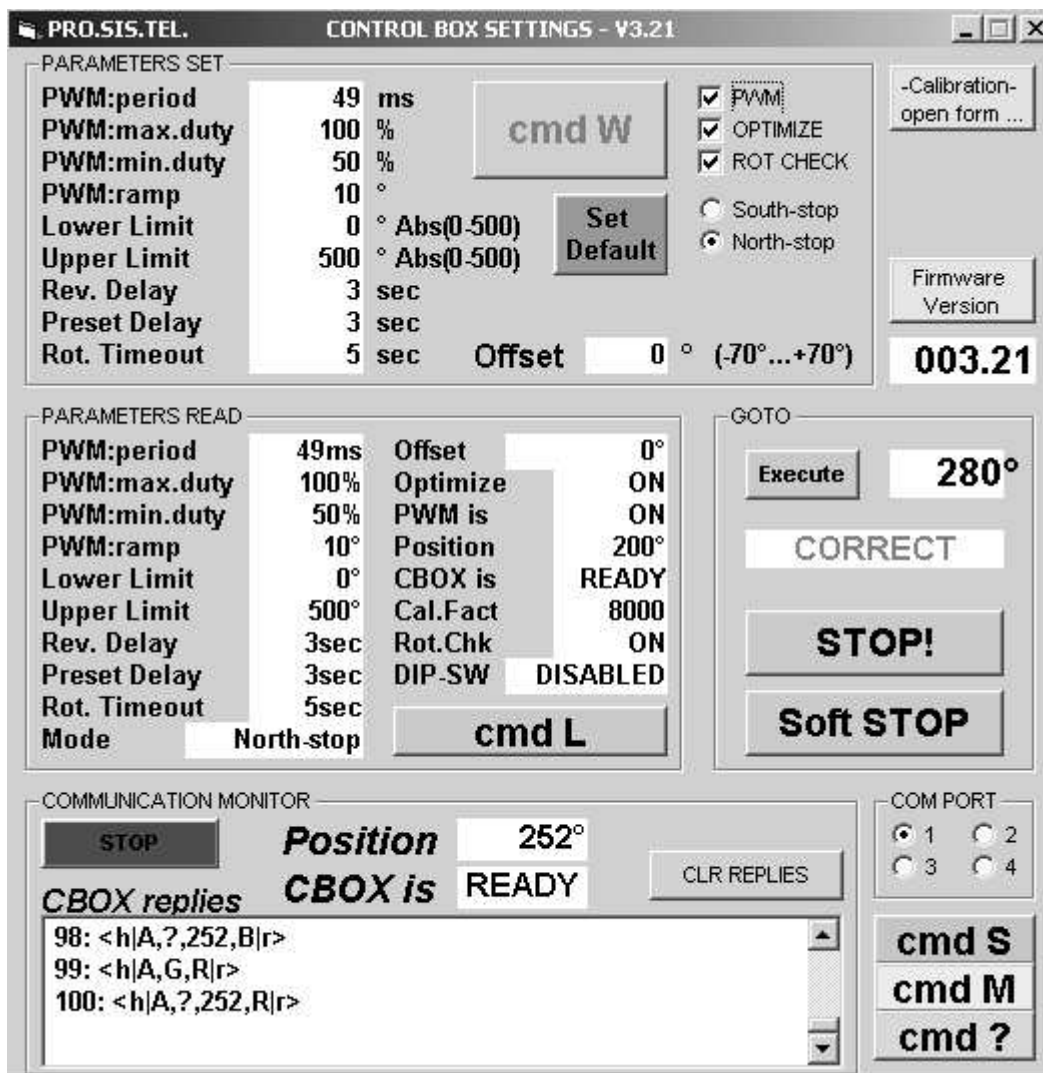 PRO.SIS.TEL. CONTROL BOX SETTINGS - V3.21
PARAMETERS SET
PWM:period 49 ms
PWM:max.duty 100 %
PWM:min.duty 50 %
PWM:ramp 10 °
Lower Limit 0 ° Abs(0-500)
Upper Limit 500 ° Abs(0-500)
Rev. Delay 3 sec
Preset Delay 3 sec
Rot. Timeout 5 sec
cmd W
Set
Default
PWM
OPTIMIZE
ROT CHECK
South-stop
North-stop
Offset 0 ° (-70°...+70°)
-Calibration-
open form ...
Firmware
Version
003.21
PARAMETERS READ
PWM:period 49ms
PWM:max.duty 100%
PWM:min.duty 50%
PWM:ramp 10°
Lower Limit 0°
Upper Limit 500°
Rev. Delay 3sec
Preset Delay 3sec
Rot. Timeout 5sec
Mode North-stop
Offset 0°
Optimize ON
PWM is ON
Position 200°
CBOX is READY
Cal.Fact 8000
Rot.Chk ON
DIP-SW DISABLED
cmd L
GOTO
Execute 280°
CORRECT
STOP!
Soft STOP
COMMUNICATION MONITOR
STOP
Position 252°
CBOX is READY
CLR REPLIES
CBOX replies
98: <h|A,?,252,B|r>
99: <h|A,G,R|r>
100: <h|A,?,252,R|r>
COM PORT
1 2
3 4
cmd S
cmd M
cmd ?